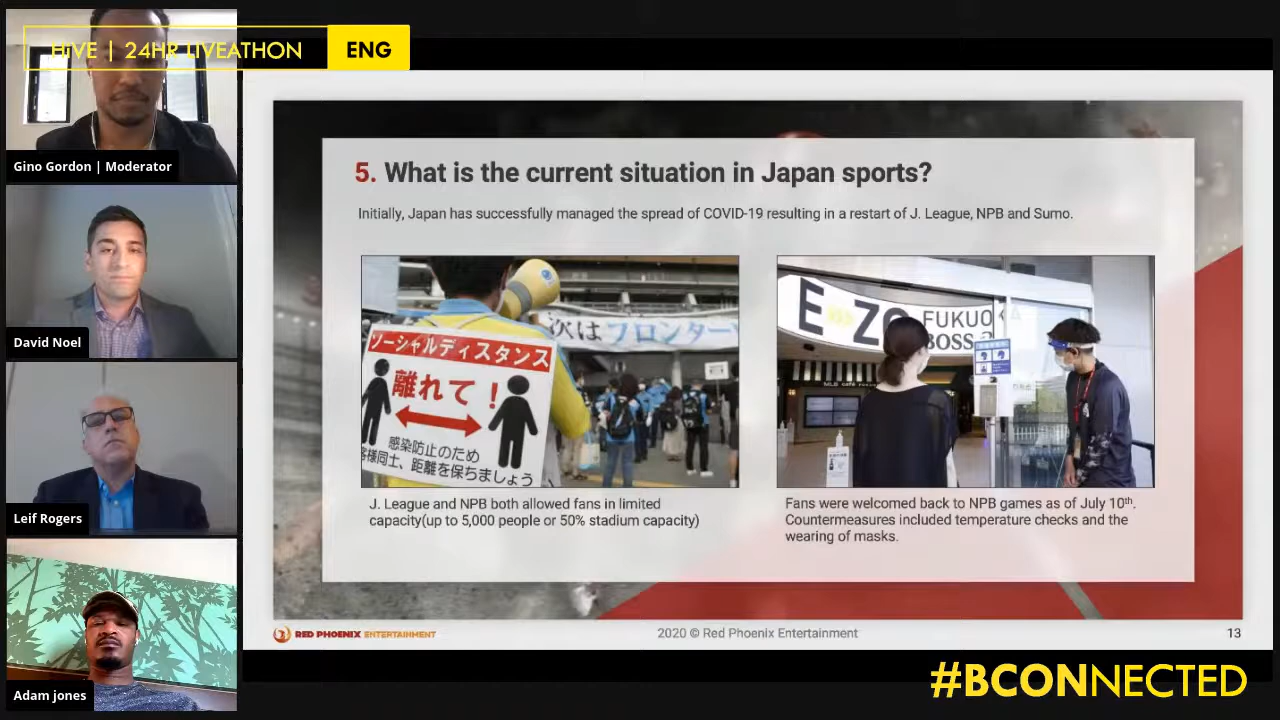 HiVE | 24HR LIVEATHON
ENG
Gino Gordon | Moderator
David Noel
Leif Rogers
Adam jones
5. What is the current situation in Japan sports?
Initially, Japan has successfully managed the spread of COVID-19 resulting in a restart of J. League, NPB and Sumo.
ソーシャルディスタンス
離れて！
感染防止のため
客様同士、距離を保ちましょう
次はフロンター
E ZO FUKUOKA
BOSS
J. League and NPB both allowed fans in limited
capacity(up to 5,000 people or 50% stadium capacity)
Fans were welcomed back to NPB games as of July 10th.
Countermeasures included temperature checks and the
wearing of masks.
RED PHOENIX ENTERTAINMENT
2020 © Red Phoenix Entertainment
13
#BCONNECTED